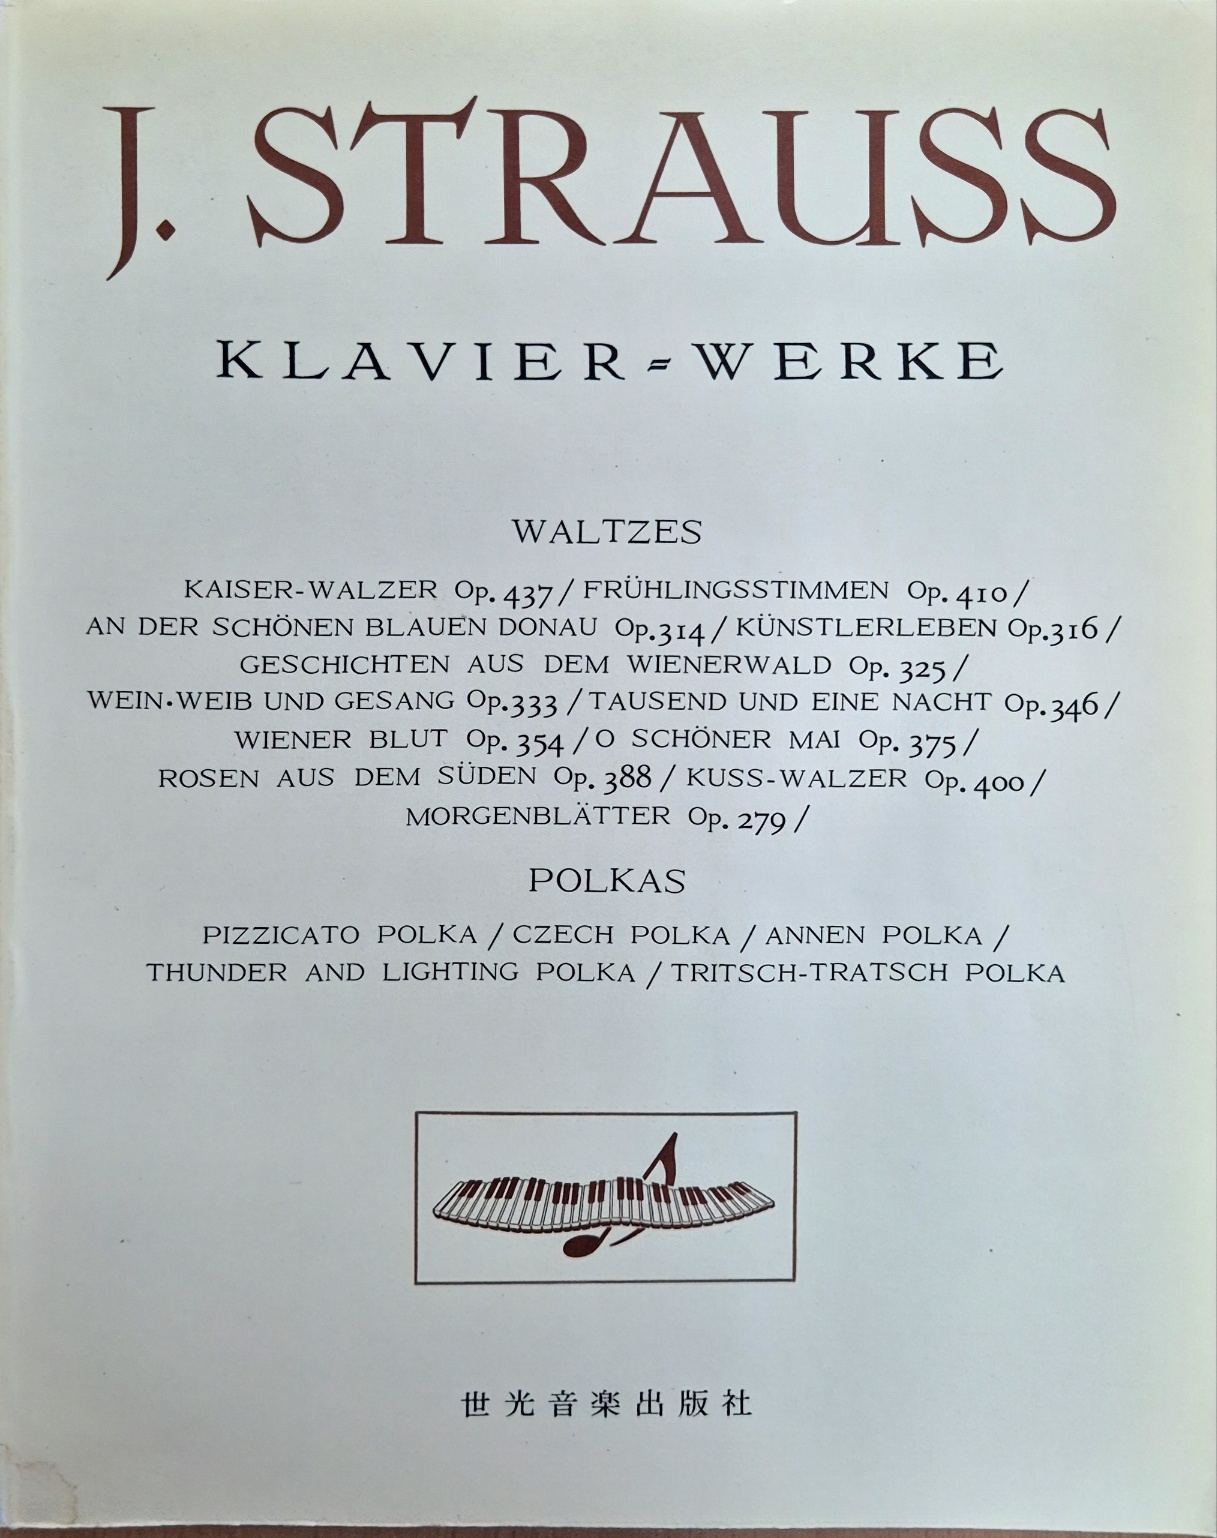 J. STRAUSS
KLAVIER-WERKE
WALTZES
KAISER-WALZER Op. 437 / FRÜHLINGSSTIMMEN Op. 410 /
AN DER SCHÖNEN BLAUEN DONAU Op.314 / KÜNSTLERLEBEN Op.316 /
GESCHICHTEN AUS DEM WIENERWALD Op. 325 /
WEIN·WEIB UND GESANG Op.333 / TAUSEND UND EINE NACHT Op.346 /
WIENER BLUT Op. 354 / O SCHÖNER MAI Op. 375 /
ROSEN AUS DEM SÜDEN Op. 388 / KUSS-WALZER Op. 400 /
MORGENBLÄTTER Op. 279 /
POLKAS
PIZZICATO POLKA / CZECH POLKA / ANNEN POLKA /
THUNDER AND LIGHTING POLKA / TRITSCH-TRATSCH POLKA
世光音楽出版社